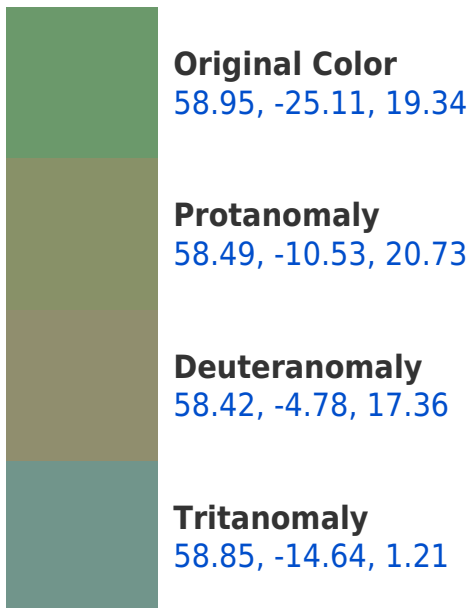 Original Color
58.95, -25.11, 19.34
Protanomaly
58.49, -10.53, 20.73
Deuteranomaly
58.42, -4.78, 17.36
Tritanomaly
58.85, -14.64, 1.21